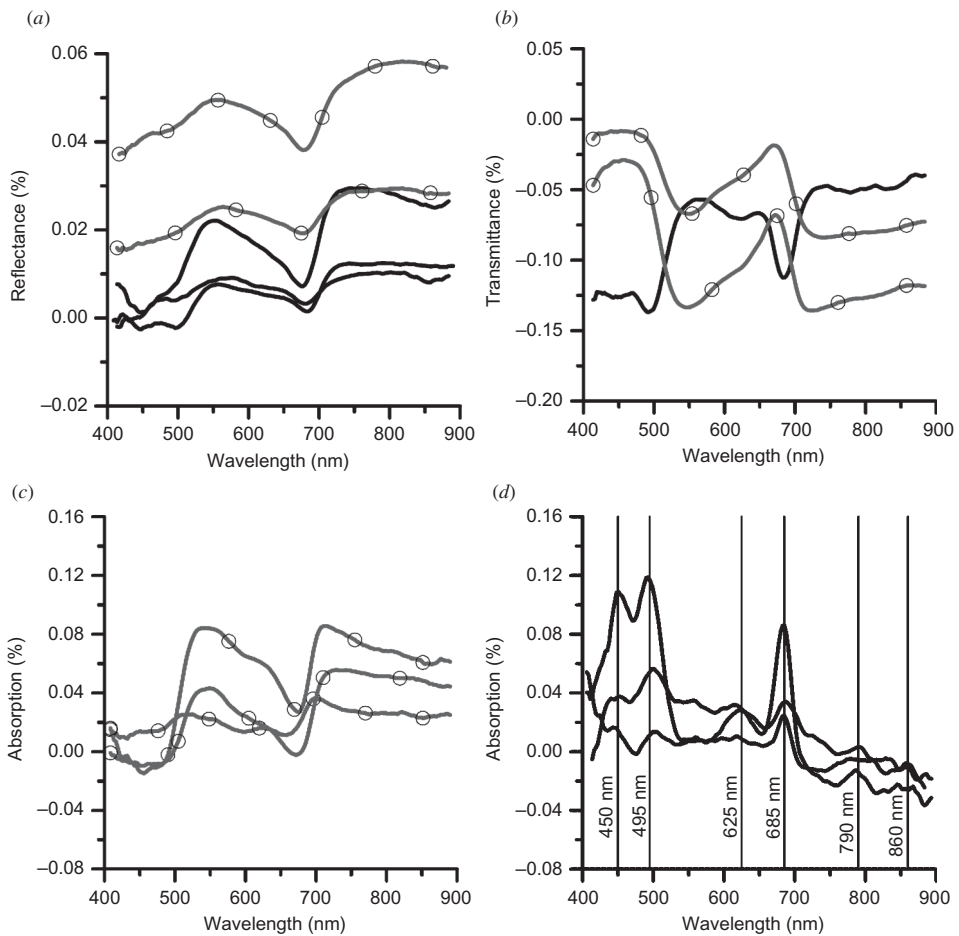 (a)
0.06
0.04
0.02
0.00
–0.02
Reflectance (%)
400 500 600 700 800 900
Wavelength (nm)
(b)
0.05
0.00
–0.05
–0.10
–0.15
–0.20
Transmittance (%)
400 500 600 700 800 900
Wavelength (nm)
(c)
0.16
0.12
0.08
0.04
0.00
–0.04
–0.08
Absorption (%)
400 500 600 700 800 900
Wavelength (nm)
(d)
0.16
0.12
0.08
0.04
0.00
–0.04
–0.08
Absorption (%)
450 nm
495 nm
625 nm
685 nm
790 nm
860 nm
400 500 600 700 800 900
Wavelength (nm)